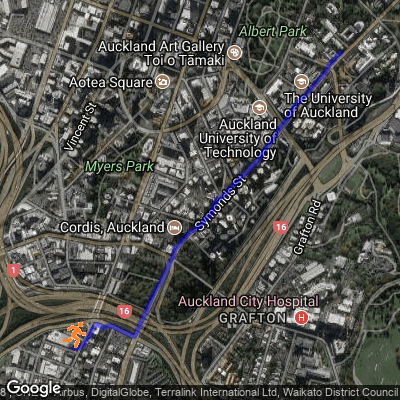 Albert Park
Auckland Art Gallery
Toi o Tāmaki
Aotea Square
The University
of Auckland
Auckland
University of
Technology
Vincent St
Myers Park
Symonds St
Cordis, Auckland
16
Grafton Rd
1
16
Auckland City Hospital
GRAFTON
H
Google
Airbus, DigitalGlobe, Terralink International Ltd, Waikato District Council